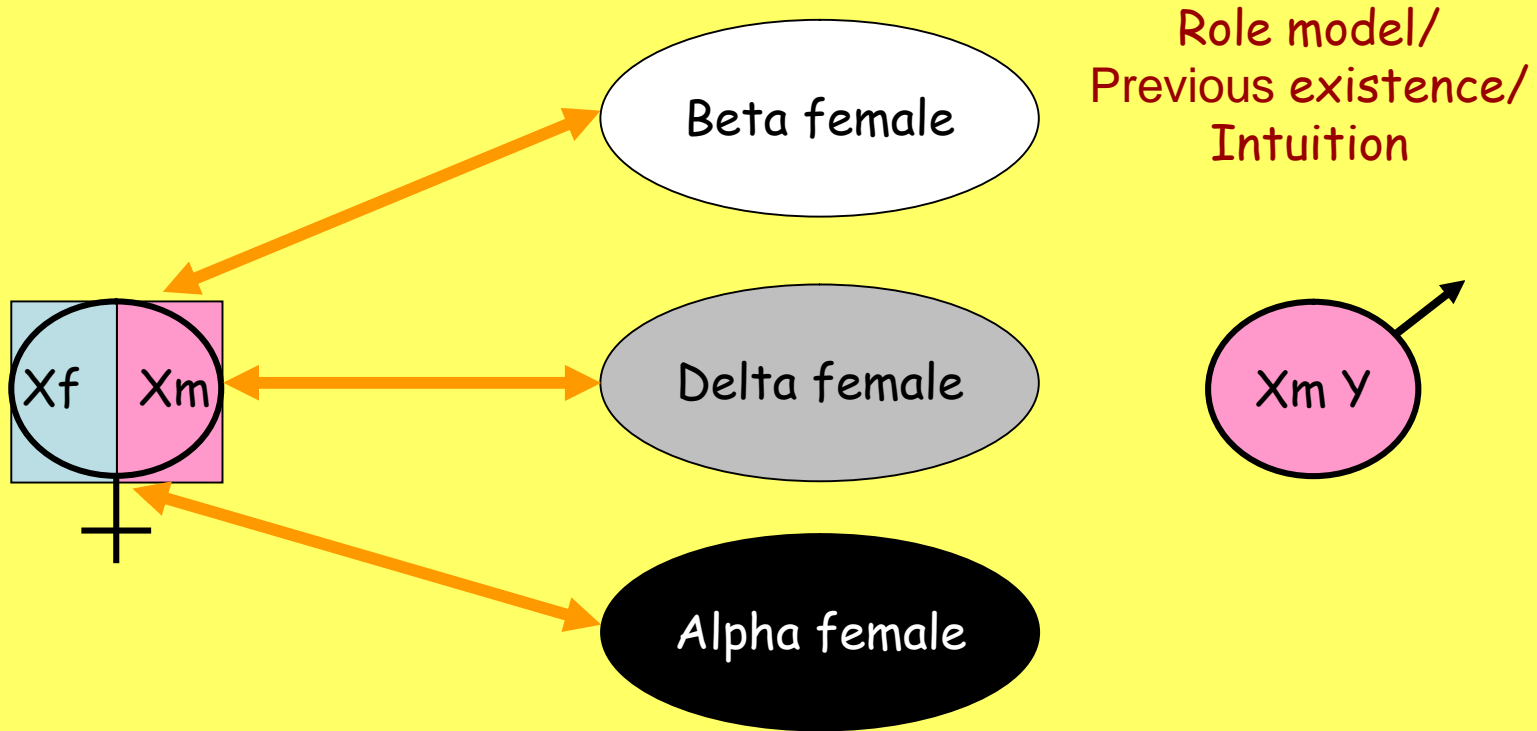 Role model/
Previous existence/
Intuition
Beta female
Xf Xm
Delta female
Xm Y
Alpha female